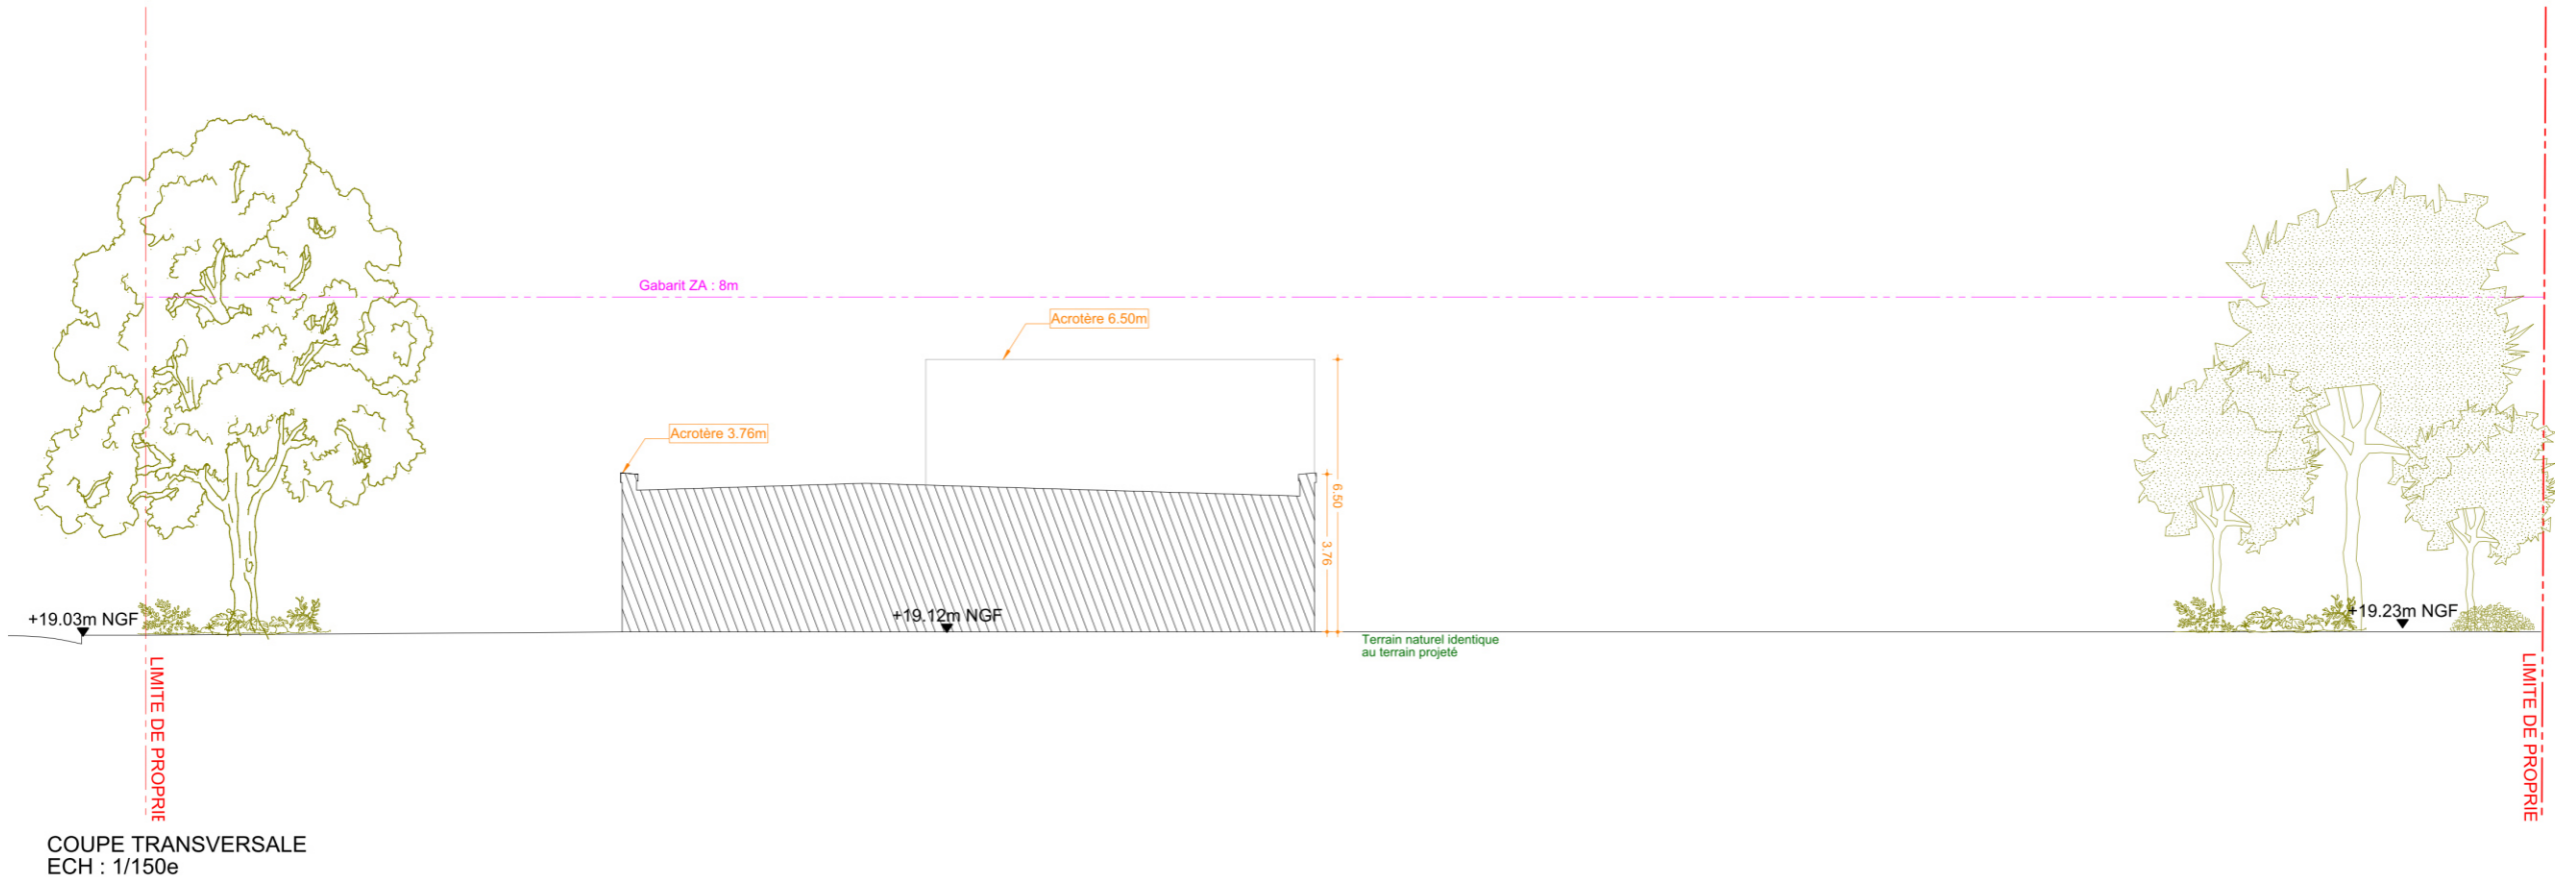 Gabarit ZA : 8m
Acrotère 6.50m
Acrotère 3.76m
6.50
3.76
+19.03m NGF
+19.12m NGF
+19.23m NGF
Terrain naturel identique
au terrain projeté
LIMITE DE PROPRIE
LIMITE DE PROPRIE
COUPE TRANSVERSALE
ECH : 1/150e